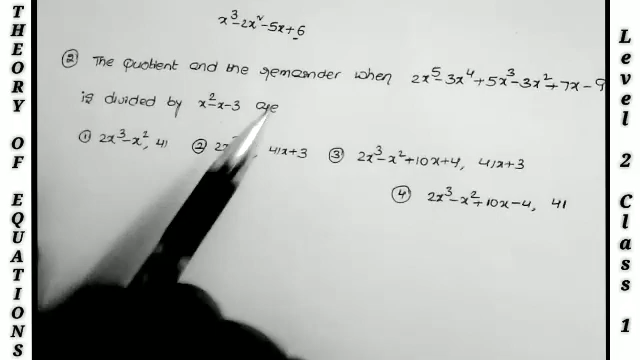 THEORY OF EQUATIONS
x³-2x²-5x+6
② The quotient and the remainder when 2x⁵-3x⁴+5x³-3x²+7x-9
is divided by x²-x-3 are
① 2x³-x², 41 ② 41x+3 ③ 2x³-x²+10x+4, 41x+3
④ 2x³-x²+10x-4, 41
Level 2 Class 1